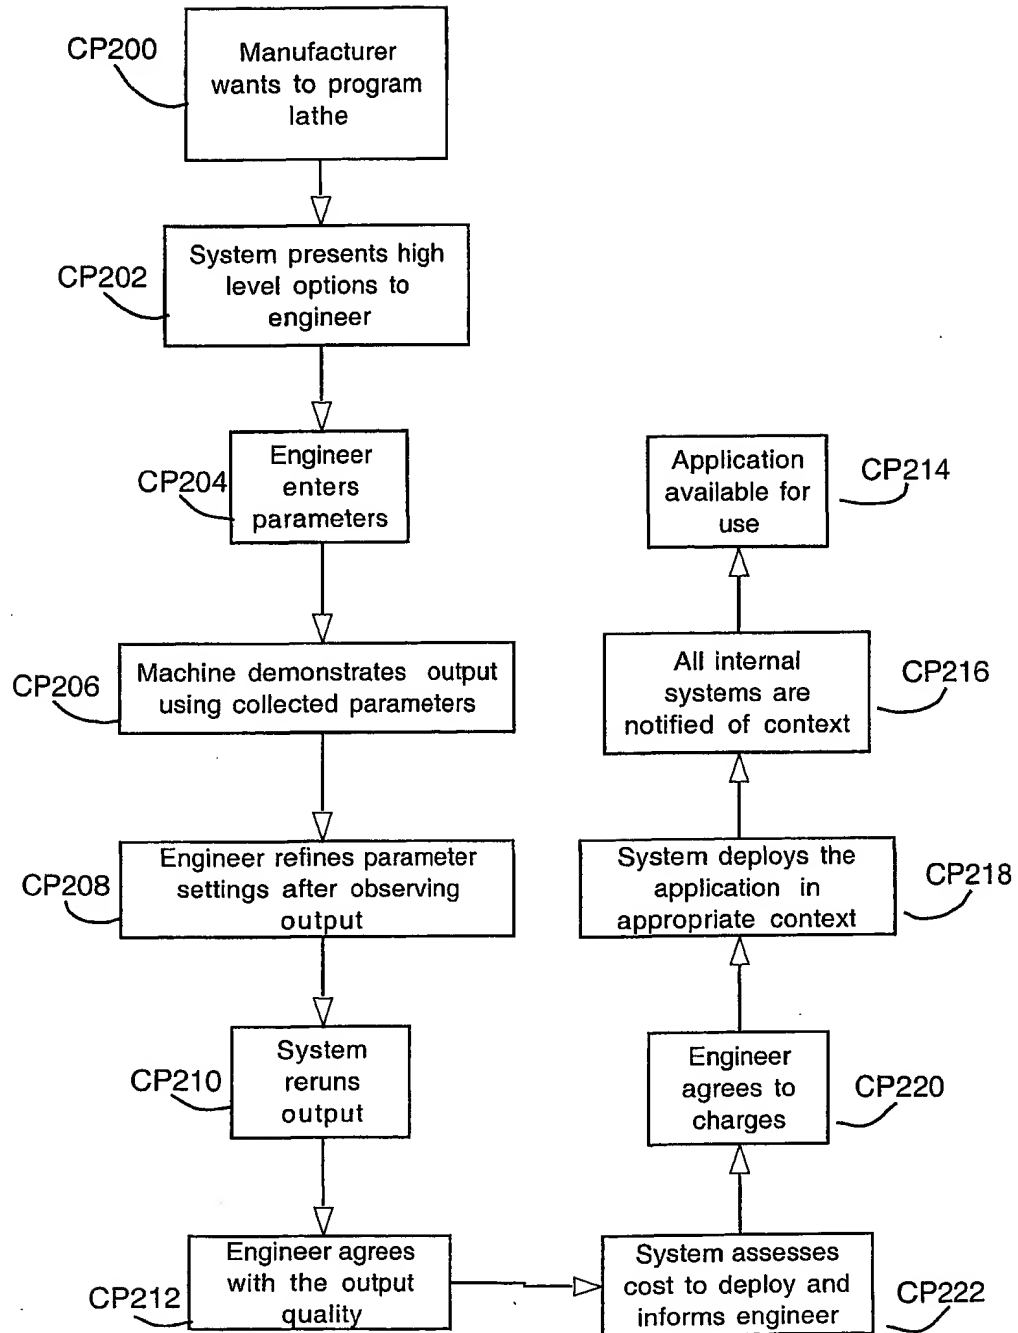 CP200
Manufacturer
wants to program
lathe
CP202
System presents high
level options to
engineer
CP204
Engineer
enters
parameters
CP206
Machine demonstrates output
using collected parameters
CP208
Engineer refines parameter
settings after observing
output
CP210
System
reruns
output
CP212
Engineer agrees
with the output
quality
System assesses
cost to deploy and
informs engineer
CP222
Engineer
agrees to
charges
CP220
System deploys the
application in
appropriate context
CP218
All internal
systems are
notified of context
CP216
Application
available for
use
CP214